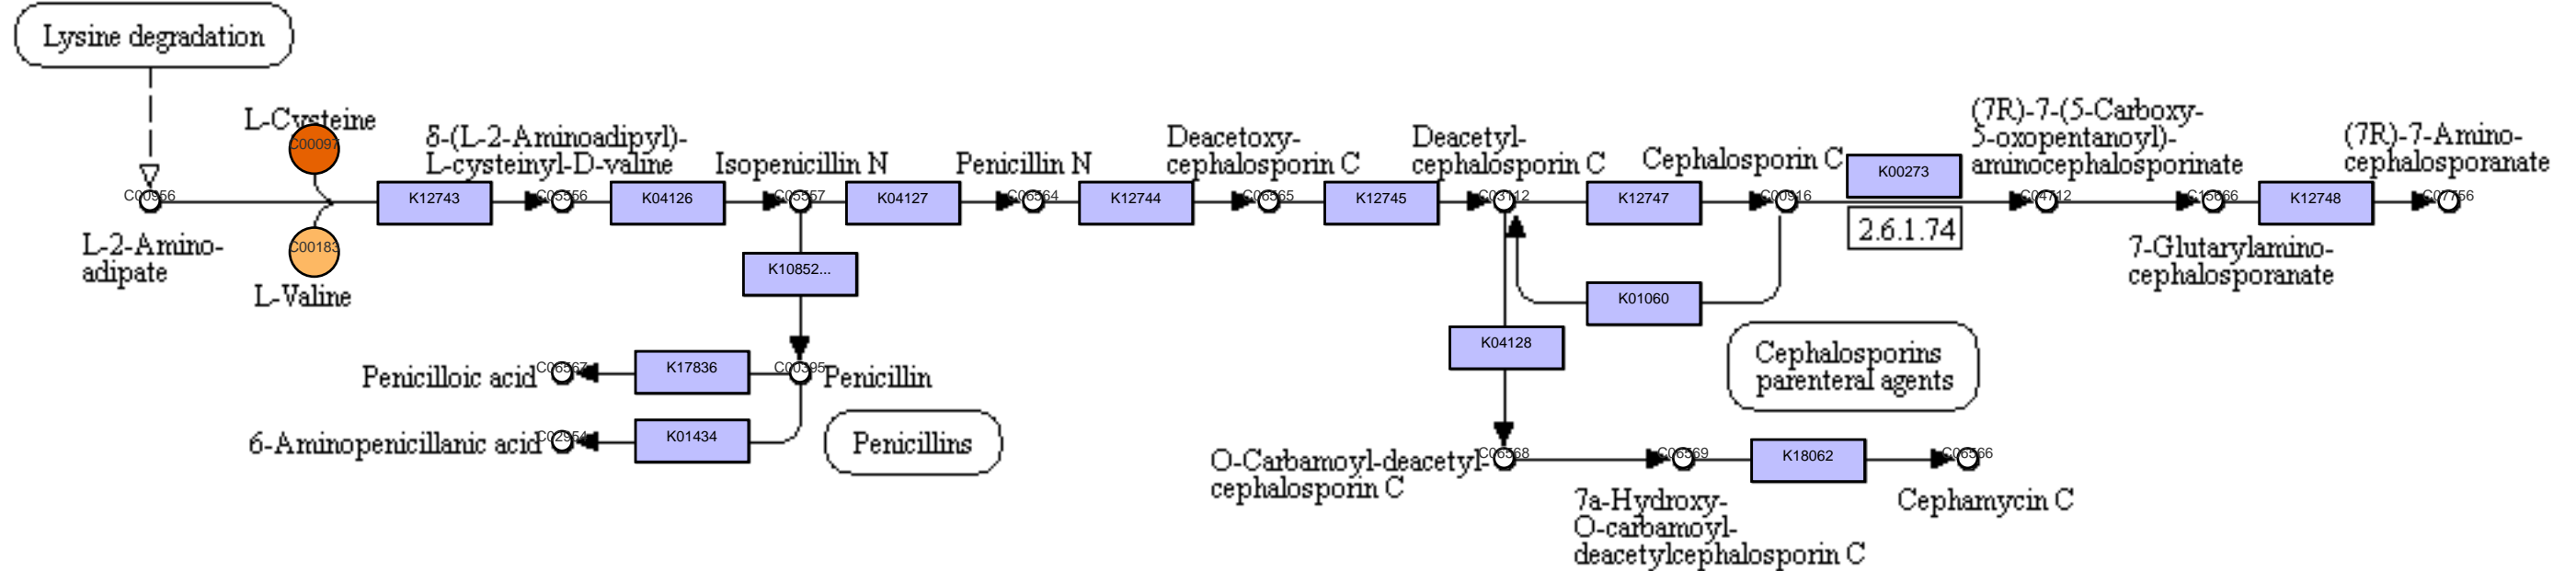 Lysine degradation
L-Cysteine
C00097
δ-(L-2-Aminoadipyl)-
L-cysteinyl-D-valine
Isopenicillin N
Penicillin N
Deacetoxy-
cephalosporin C
Deacetyl-
cephalosporin C
Cephalosporin C
K00273
(7R)-7-(5-Carboxy-
5-oxopentanoyl)-
aminocephalosporinate
(7R)-7-Amino-
cephalosporanate
C00956
K12743
C05556
K04126
C05557
K04127
C06564
K12744
C06565
K12745
C03112
K12747
C00916
C04712
C15666
K12748
C07756
2.6.1.74
L-2-Amino-
adipate
C00183
L-Valine
K10852...
K01060
7-Glutarylamino-
cephalosporanate
K04128
Cephalosporins
parenteral agents
Penicilloic acid
C06567
K17836
C00395
Penicillin
6-Aminopenicillanic acid
C02954
K01434
Penicillins
O-Carbamoyl-deacetyl-
cephalosporin C
C06568
C06569
K18062
C06566
7a-Hydroxy-
O-carbamoyl-
deacetylcephalosporin C
Cephamycin C